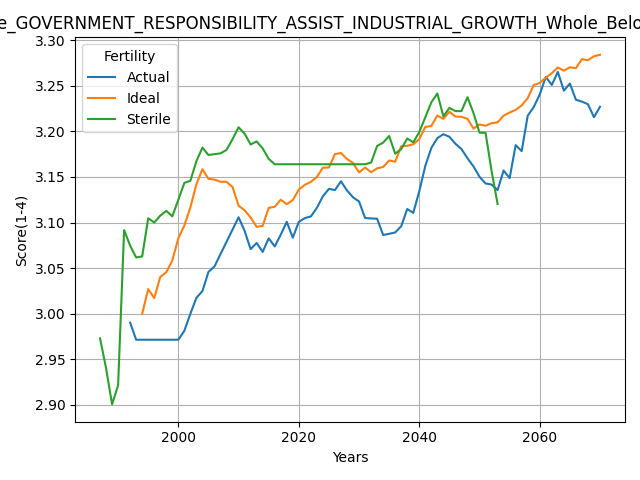 GOVERNMENT_RESPONSIBILITY_ASSIST_INDUSTRIAL_GROWTH_Whole
3.30
3.25
3.20
3.15
3.10
3.05
3.00
2.95
2.90
Score(1-4)
Fertility
Actual
Ideal
Sterile
2000
2020
2040
2060
Years